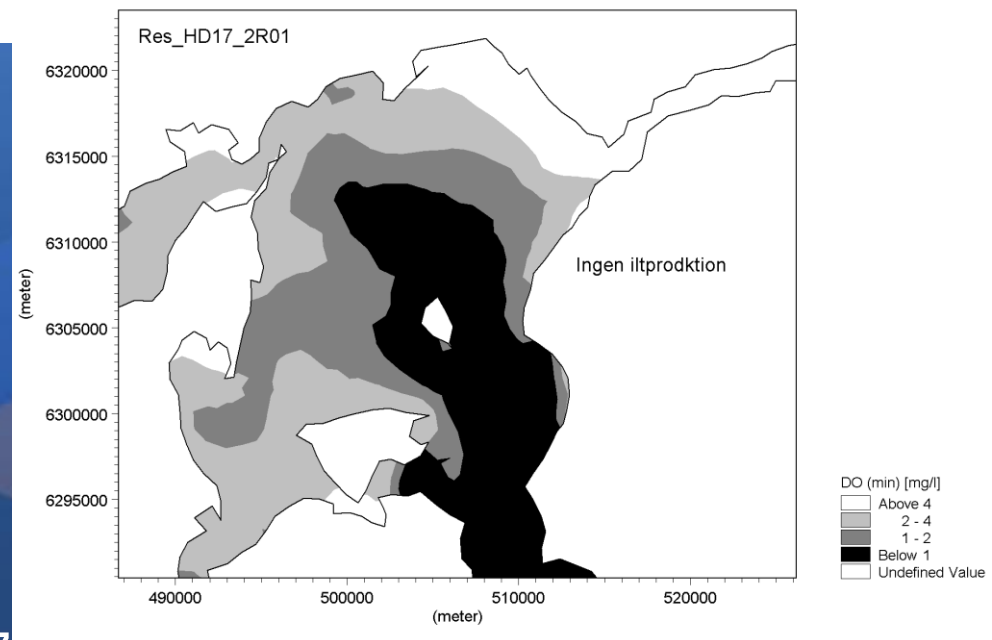 Res_HD17_2R01
6320000
6315000
6310000
6305000
6300000
6295000
(meter)
Ingen iltprodktion
490000
500000
510000
520000
(meter)
DO (min) [mg/l]
Above 4
2 - 4
1 - 2
Below 1
Undefined Value